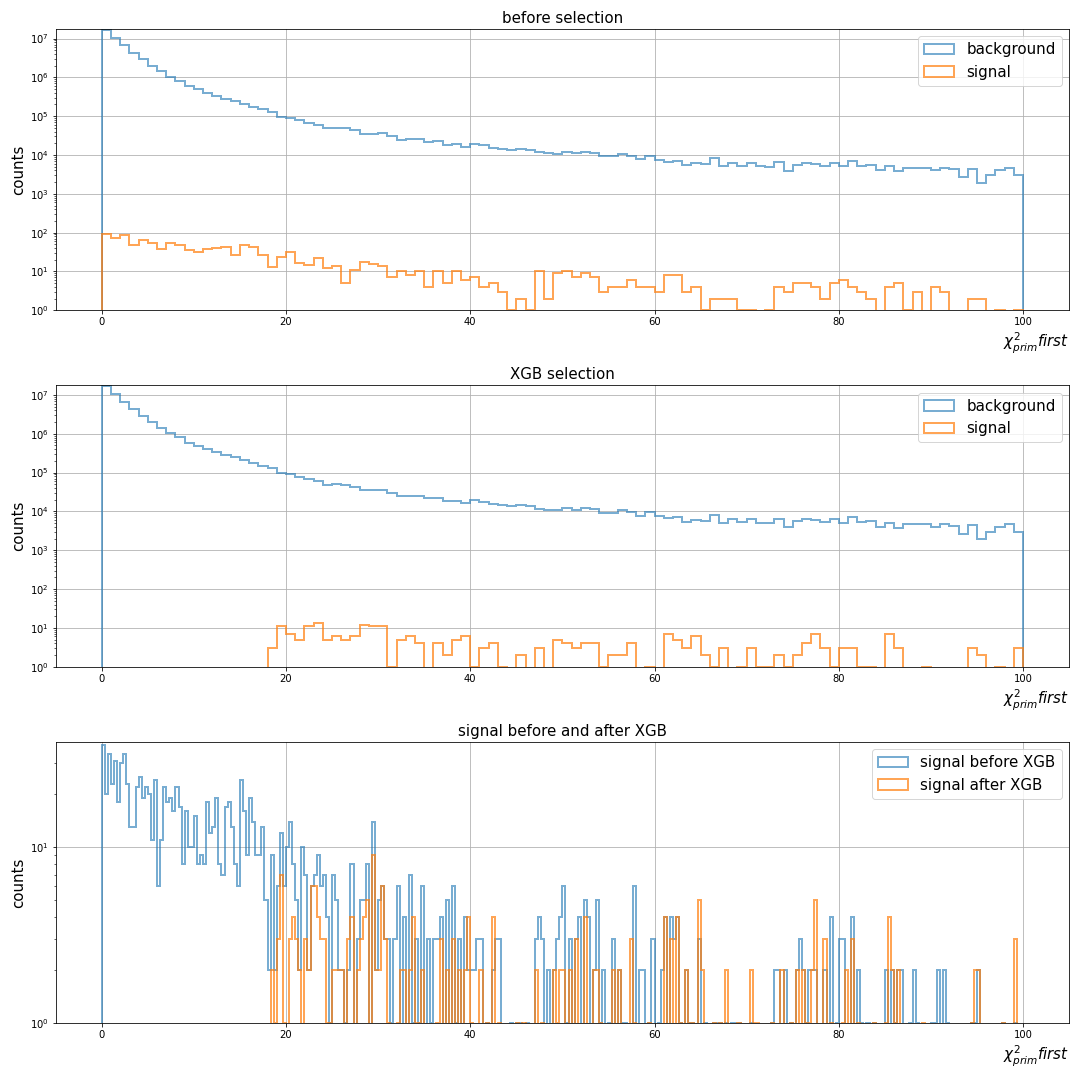 before selection
10⁷
10⁶
10⁵
10⁴
10³
10²
10¹
10⁰
counts
background
signal
0 20 40 60 80 100
χ²prim first
XGB selection
10⁷
10⁶
10⁵
10⁴
10³
10²
10¹
10⁰
counts
background
signal
0 20 40 60 80 100
χ²prim first
signal before and after XGB
10¹
10⁰
counts
signal before XGB
signal after XGB
0 20 40 60 80 100
χ²prim first